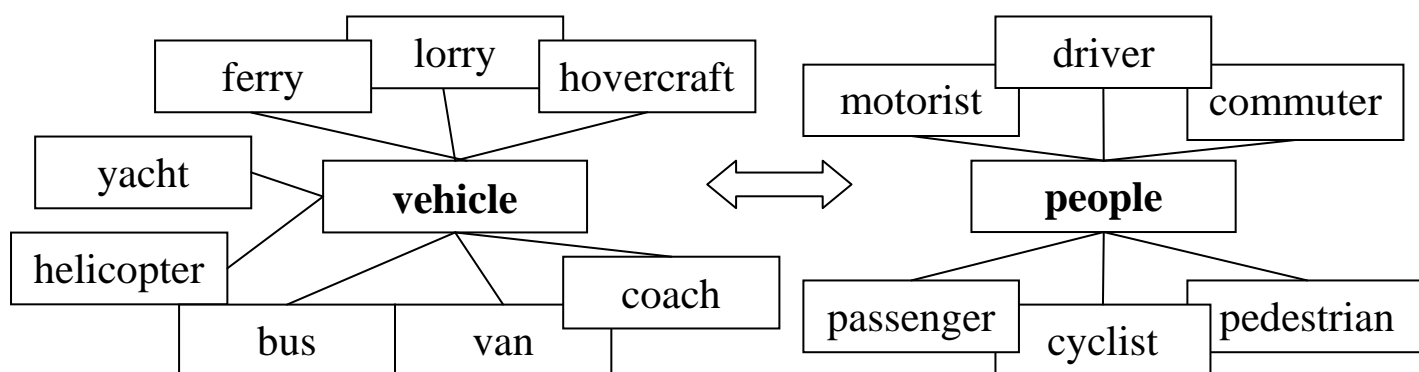 lorry
driver
ferry
hovercraft
motorist
commuter
yacht
vehicle
people
helicopter
coach
passenger
pedestrian
bus
van
cyclist